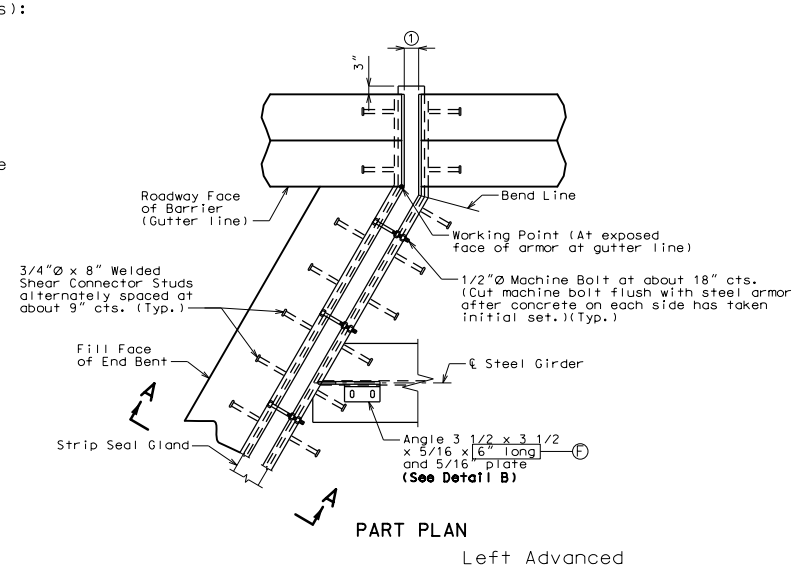 s):
e
①
3"
Roadway Face
of Barrier
(Gutter line)
Bend Line
Working Point (At exposed
face of armor at gutter line)
3/4"Ø x 8" Welded
Shear Connector Studs
alternately spaced at
about 9" cts. (Typ.)
1/2"Ø Machine Bolt at about 18" cts.
(Cut machine bolt flush with steel armor
after concrete on each side has taken
initial set.)(Typ.)
Fill Face
of End Bent
℄ Steel Girder
A
Strip Seal Gland
Angle 3 1/2 x 3 1/2
x 5/16 x 6" long F
and 5/16" plate
(See Detail B)
A
PART PLAN
Left Advanced